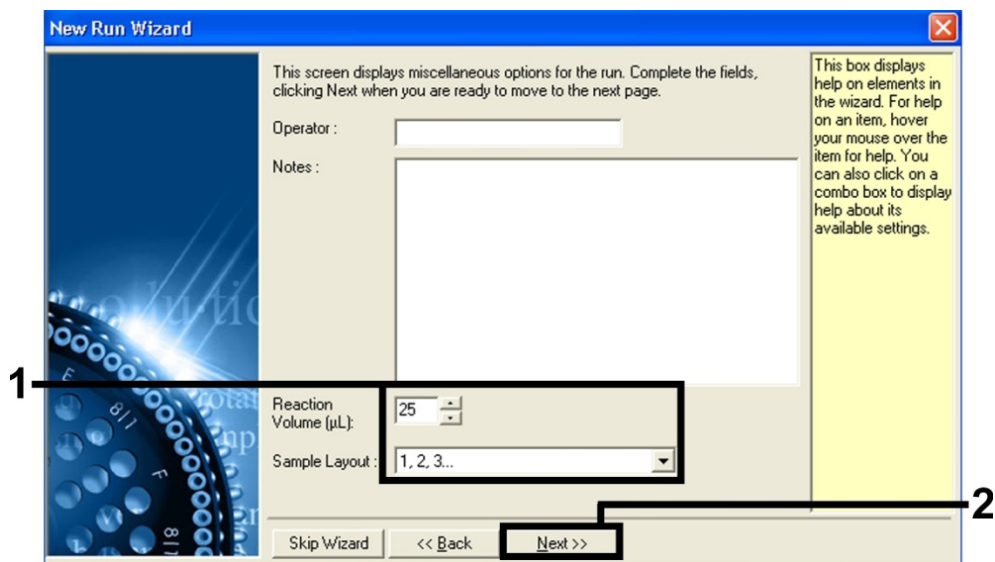 New Run Wizard
This screen displays miscellaneous options for the run. Complete the fields,
clicking Next when you are ready to move to the next page.
Operator :
Notes :
Reaction
Volume (µL):
25
Sample Layout :
1, 2, 3...
Skip Wizard
<< Back
Next >>
This box displays
help on elements in
the wizard. For help
on an item, hover
your mouse over the
item for help. You
can also click on a
combo box to display
help about its
available settings.
1
2
E
8/1
F
8/1